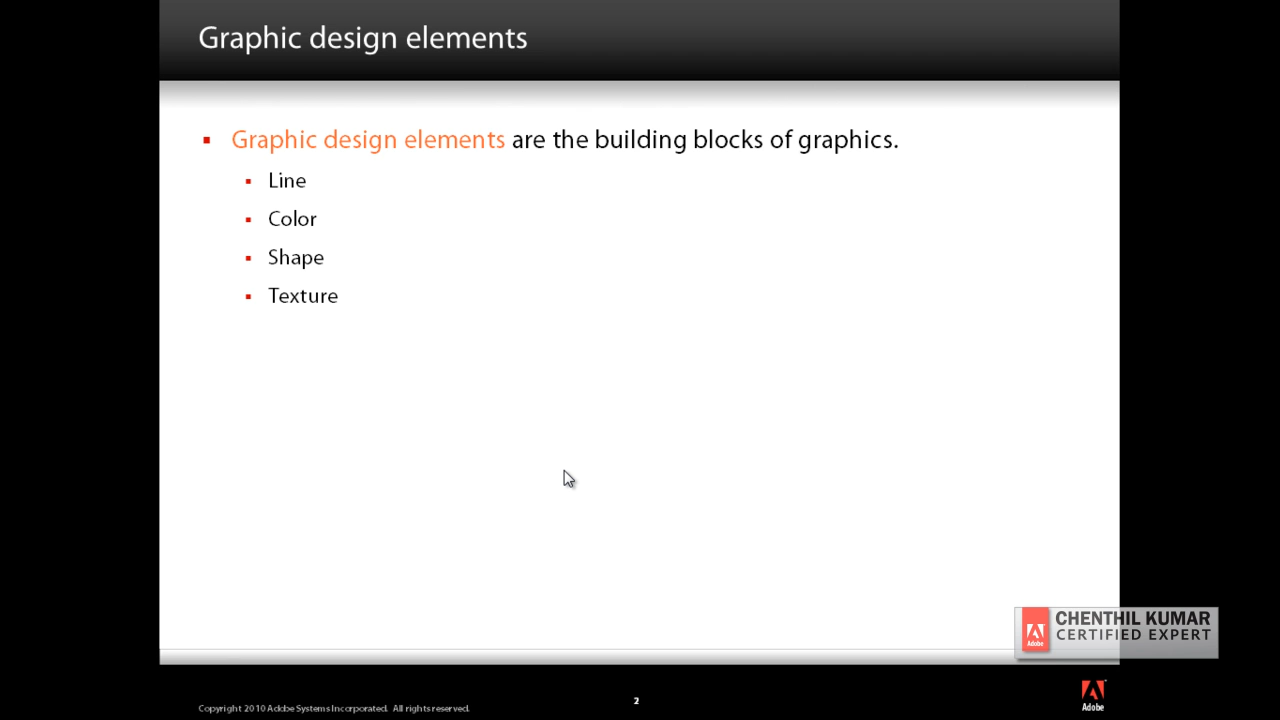 Graphic design elements
Graphic design elements are the building blocks of graphics.
Line
Color
Shape
Texture
CHENTHIL KUMAR
CERTIFIED EXPERT
Adobe
Copyright 2010 Adobe Systems Incorporated. All rights reserved.
2
Adobe